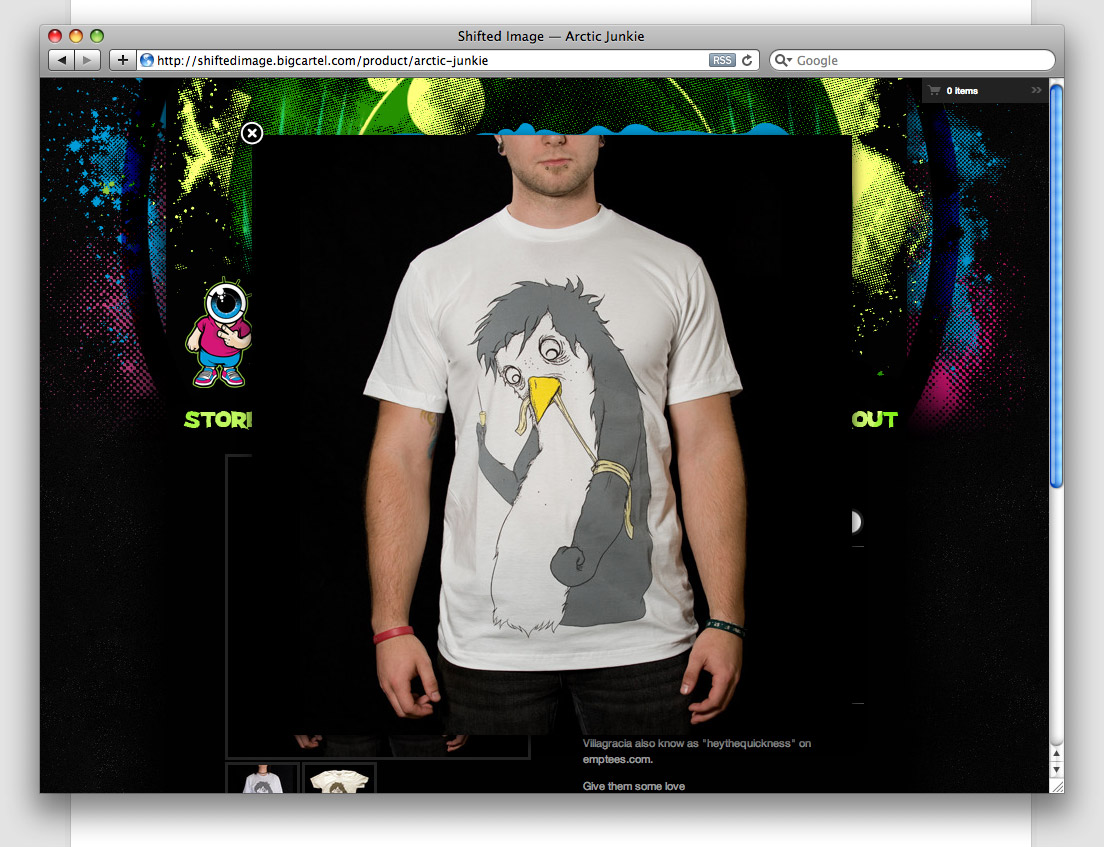 Shifted Image — Arctic Junkie
http://shiftedimage.bigcartel.com/product/arctic-junkie
RSS
Google
0 items
STOR
OUT
Villagracia also know as "heythequickness" on
emptees.com.
Give them some love